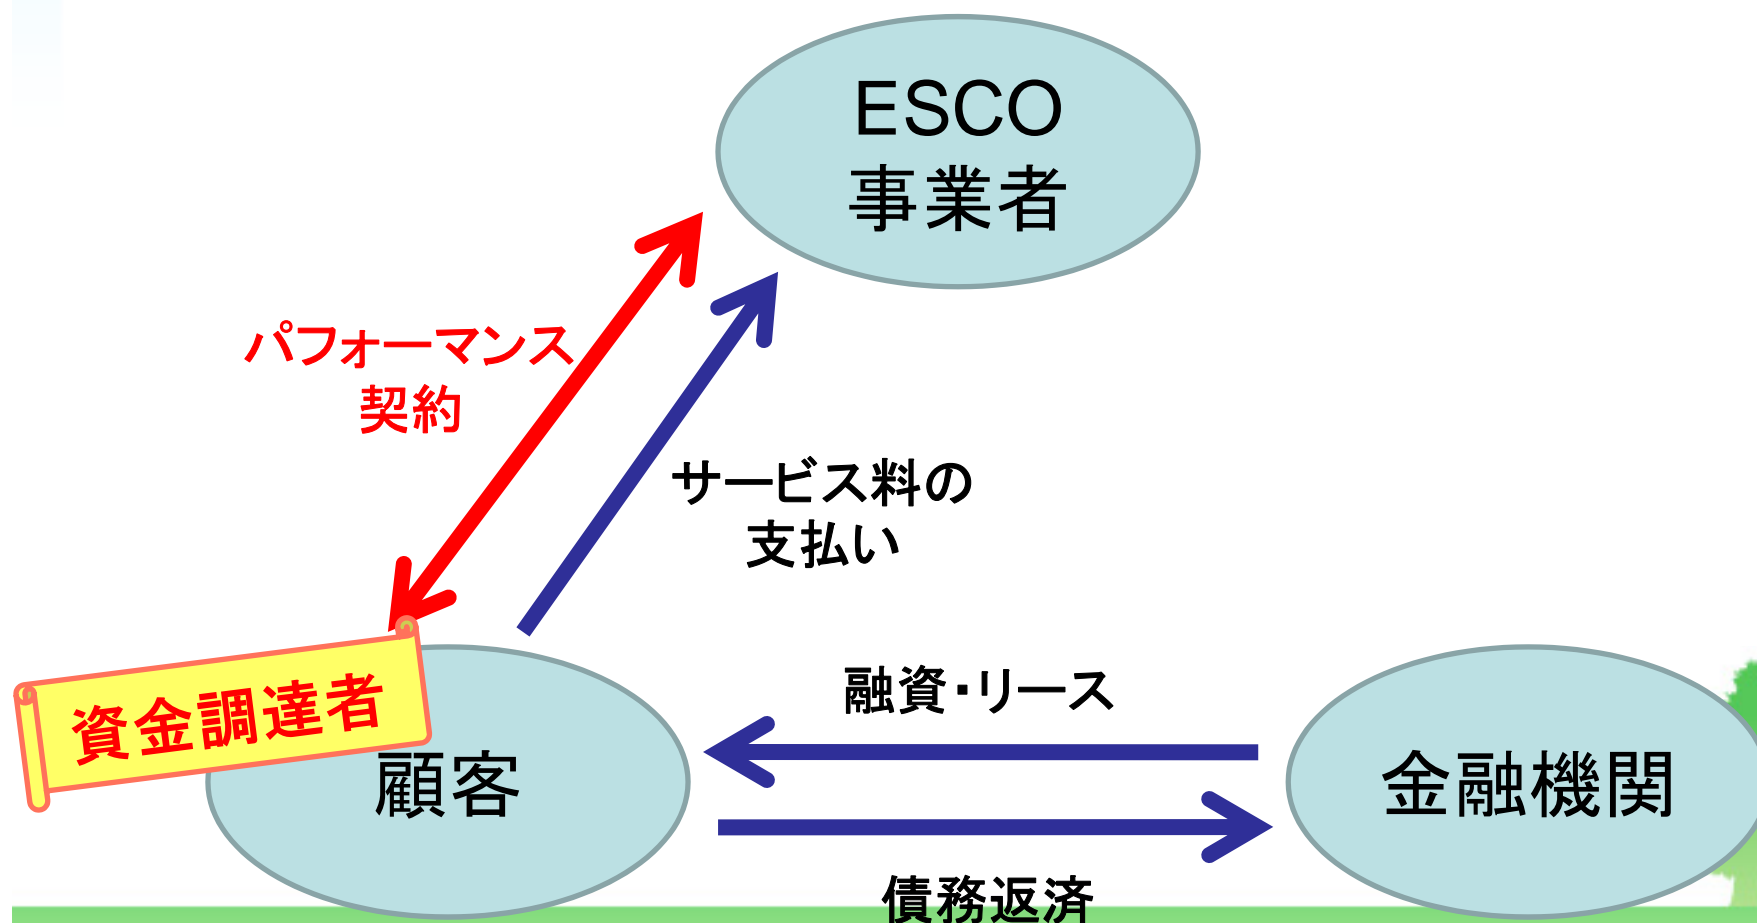 ESCO
事業者
パフォーマンス
契約
サービス料の
支払い
資金調達者
顧客
融資・リース
金融機関
債務返済